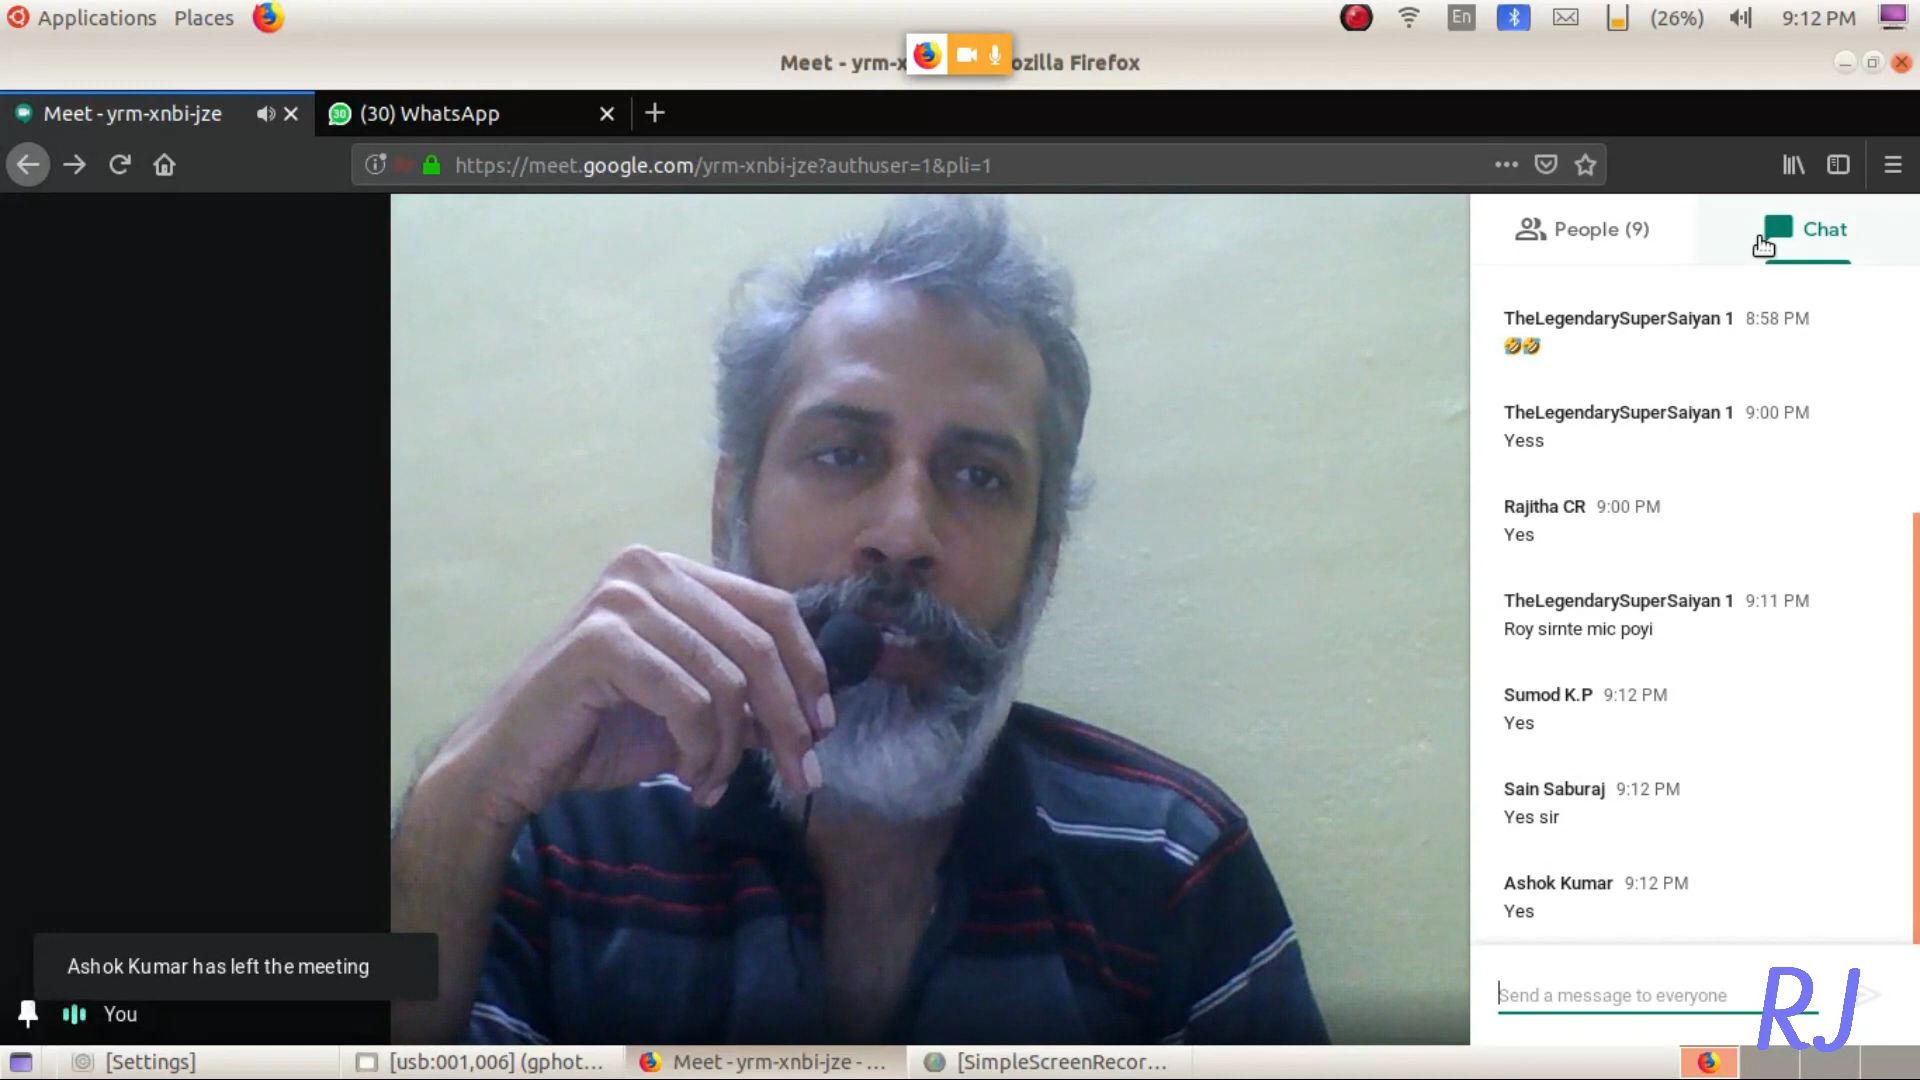 Applications Places
En (26%) 9:12 PM
Meet - yrm-x ozilla Firefox
Meet - yrm-xnbi-jze
(30) WhatsApp
https://meet.google.com/yrm-xnbi-jze?authuser=1&pli=1
People (9) Chat
TheLegendarySuperSaiyan 1 8:58 PM
🤣🤣
TheLegendarySuperSaiyan 1 9:00 PM
Yess
Rajitha CR 9:00 PM
Yes
TheLegendarySuperSaiyan 1 9:11 PM
Roy sirnte mic poyi
Sumod K.P 9:12 PM
Yes
Sain Saburaj 9:12 PM
Yes sir
Ashok Kumar 9:12 PM
Yes
Ashok Kumar has left the meeting
You
Send a message to everyone
RJ
[Settings] [usb:001,006] (gphot... Meet - yrm-xnbi-jze - ... [SimpleScreenRecor...